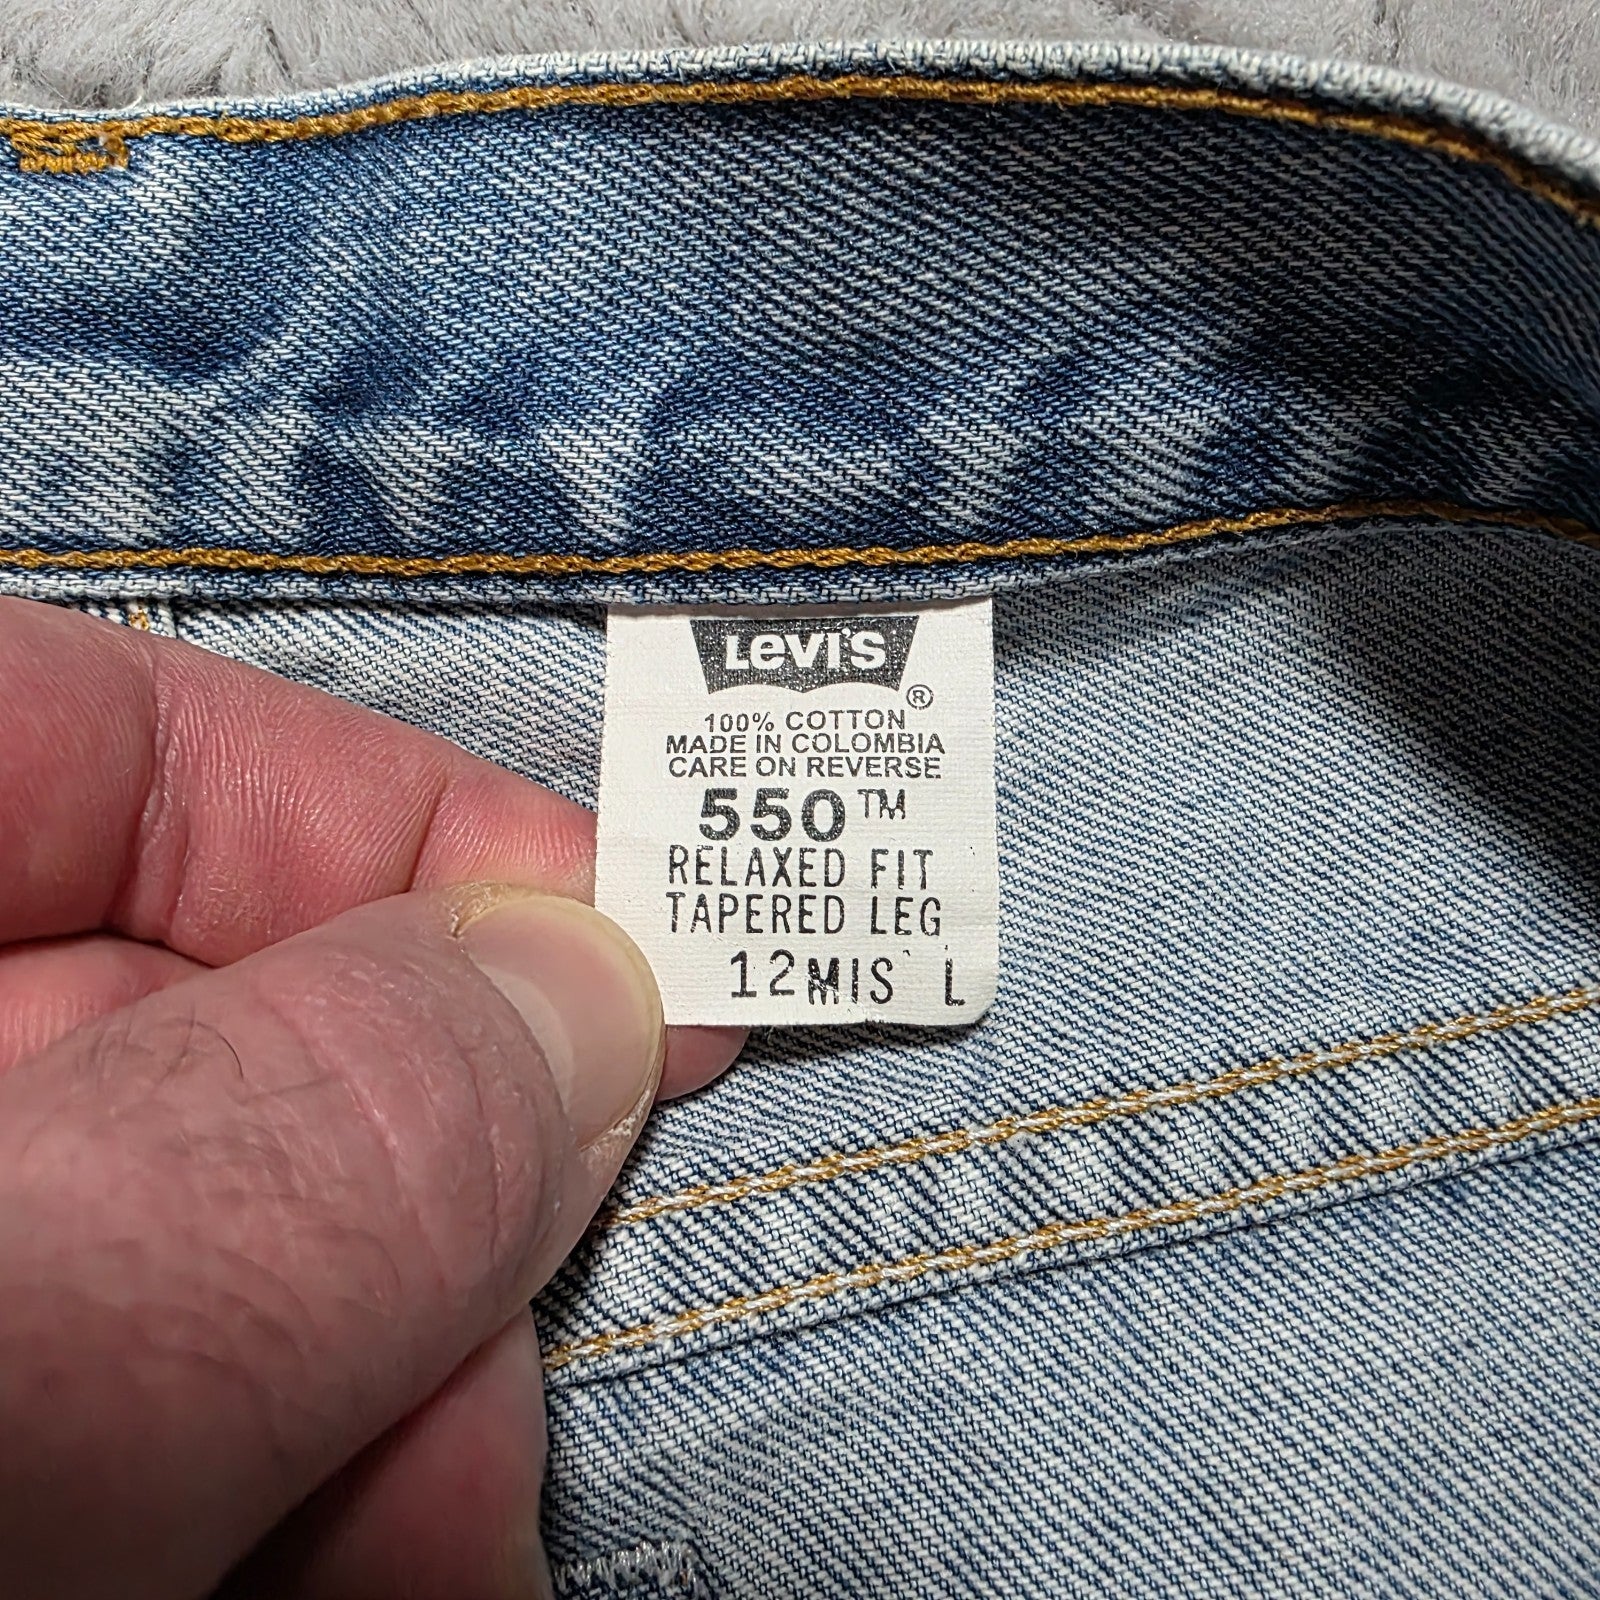 Levi's
®
100% COTTON
MADE IN COLOMBIA
CARE ON REVERSE
550™
RELAXED FIT
TAPERED LEG
12MIS L